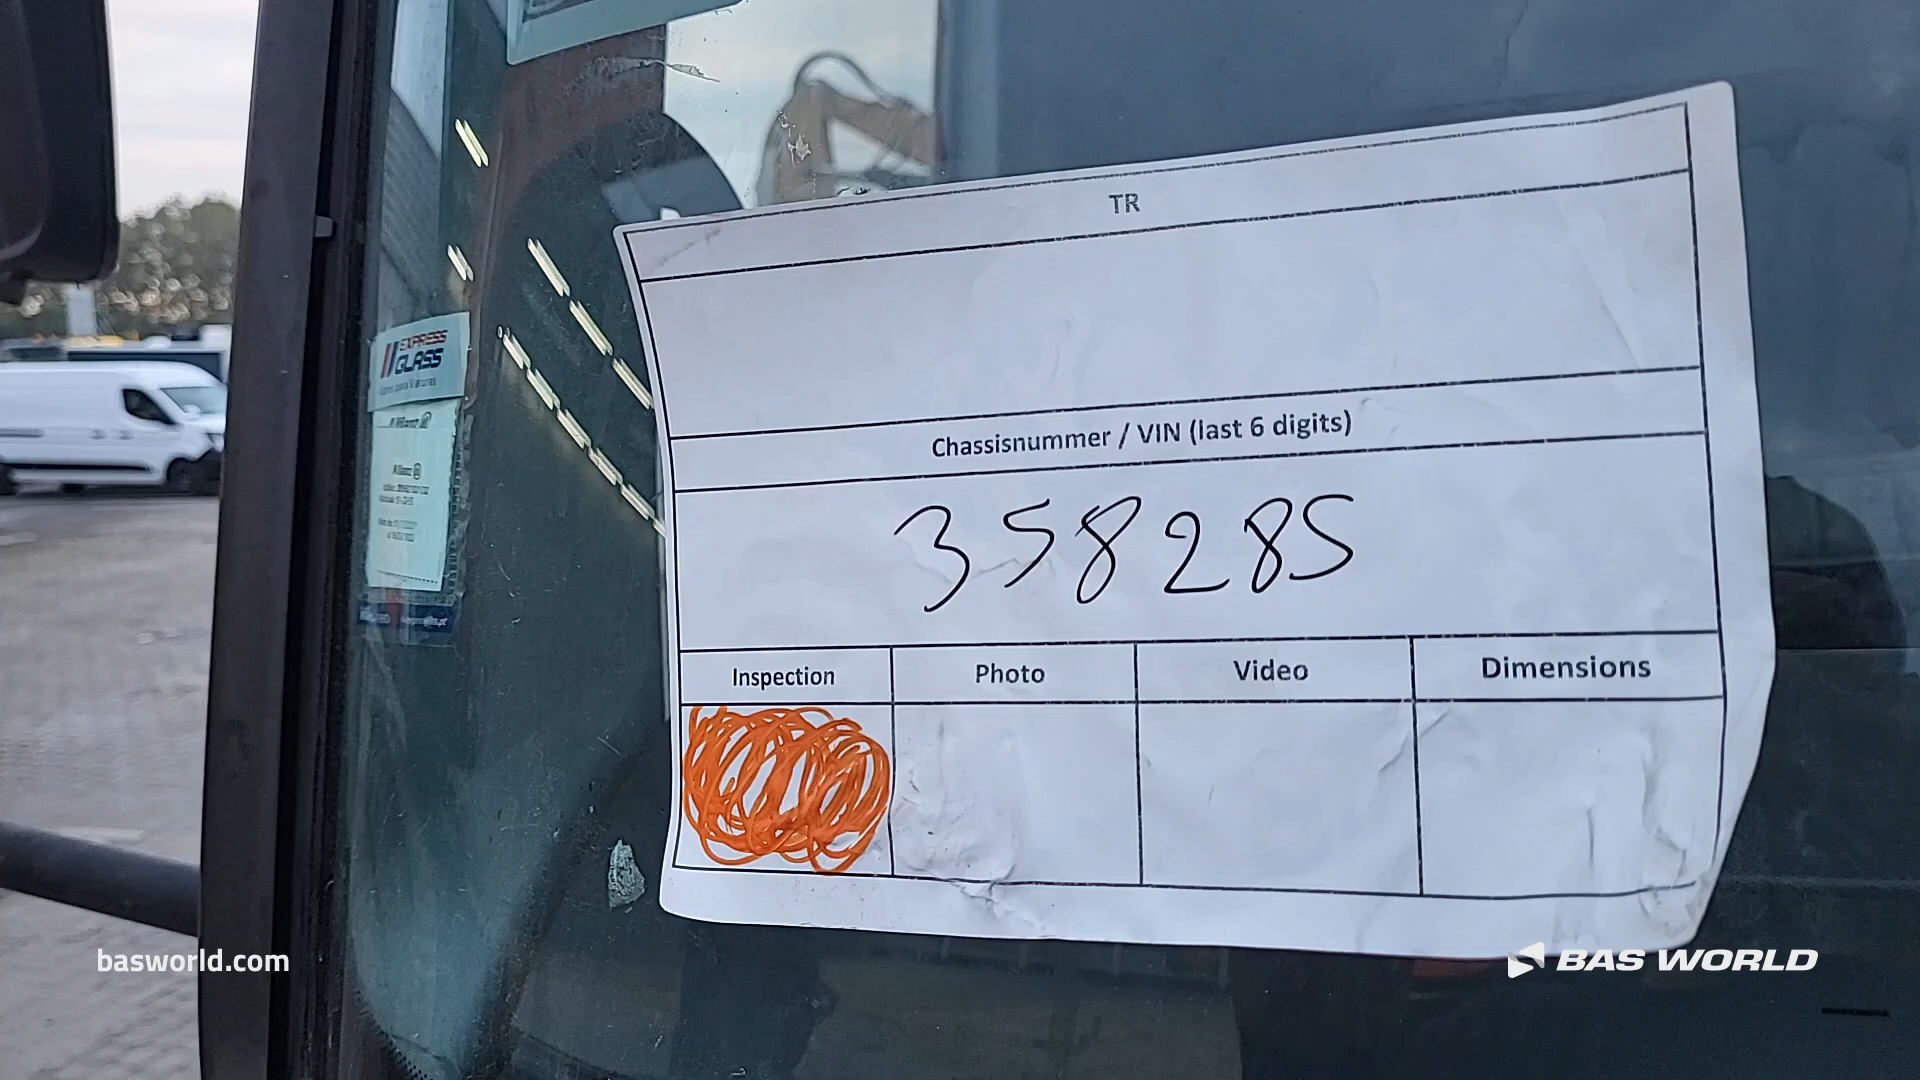 TR
Chassisnummer / VIN (last 6 digits)
358285
Inspection Photo Video Dimensions
EXPRESS
GLASS
basworld.com
BAS WORLD